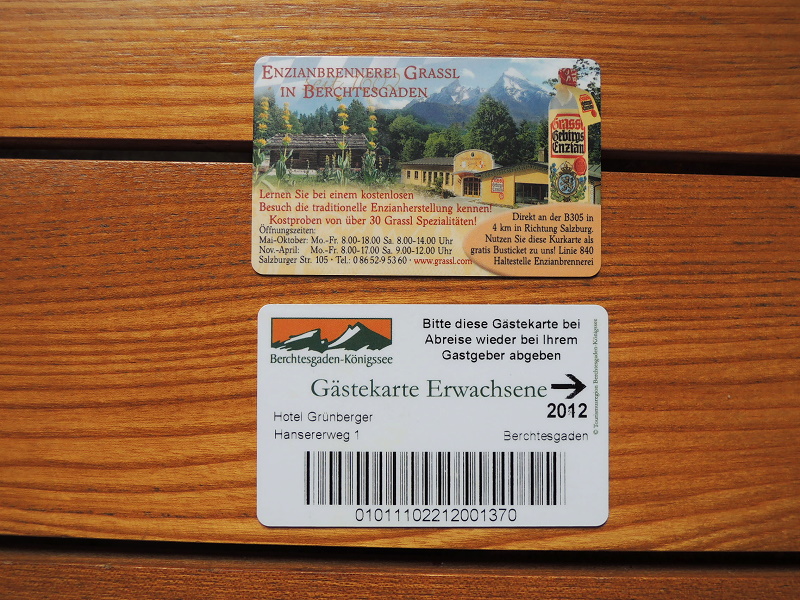 ENZIANBRENNEREI GRASSL
IN BERCHTESGADEN
Grassl
Gebirgs
Enzian
Lernen Sie bei einem kostenlosen
Besuch die traditionelle Enzianherstellung kennen!
Kostproben von über 30 Grassl Spezialitäten!
Öffnungszeiten:
Mai-Oktober: Mo.-Fr. 8.00-18.00 Sa. 8.00-14.00 Uhr
Nov.-April: Mo.-Fr. 8.00-17.00 Sa. 9.00-12.00 Uhr
Salzburger Str. 105 · Tel.: 0 86 52-9 53 60 · www.grassl.com
Direkt an der B305 in
4 km in Richtung Salzburg.
Nutzen Sie diese Kurkarte als
gratis Busticket zu uns! Linie 840
Haltestelle Enzianbrennerei
Berchtesgaden-Königssee
Bitte diese Gästekarte bei
Abreise wieder bei Ihrem
Gastgeber abgeben
Gästekarte Erwachsene
2012
Hotel Grünberger
Hansererweg 1
Berchtesgaden
01011102212001370
© Tourismusregion Berchtesgaden-Königssee